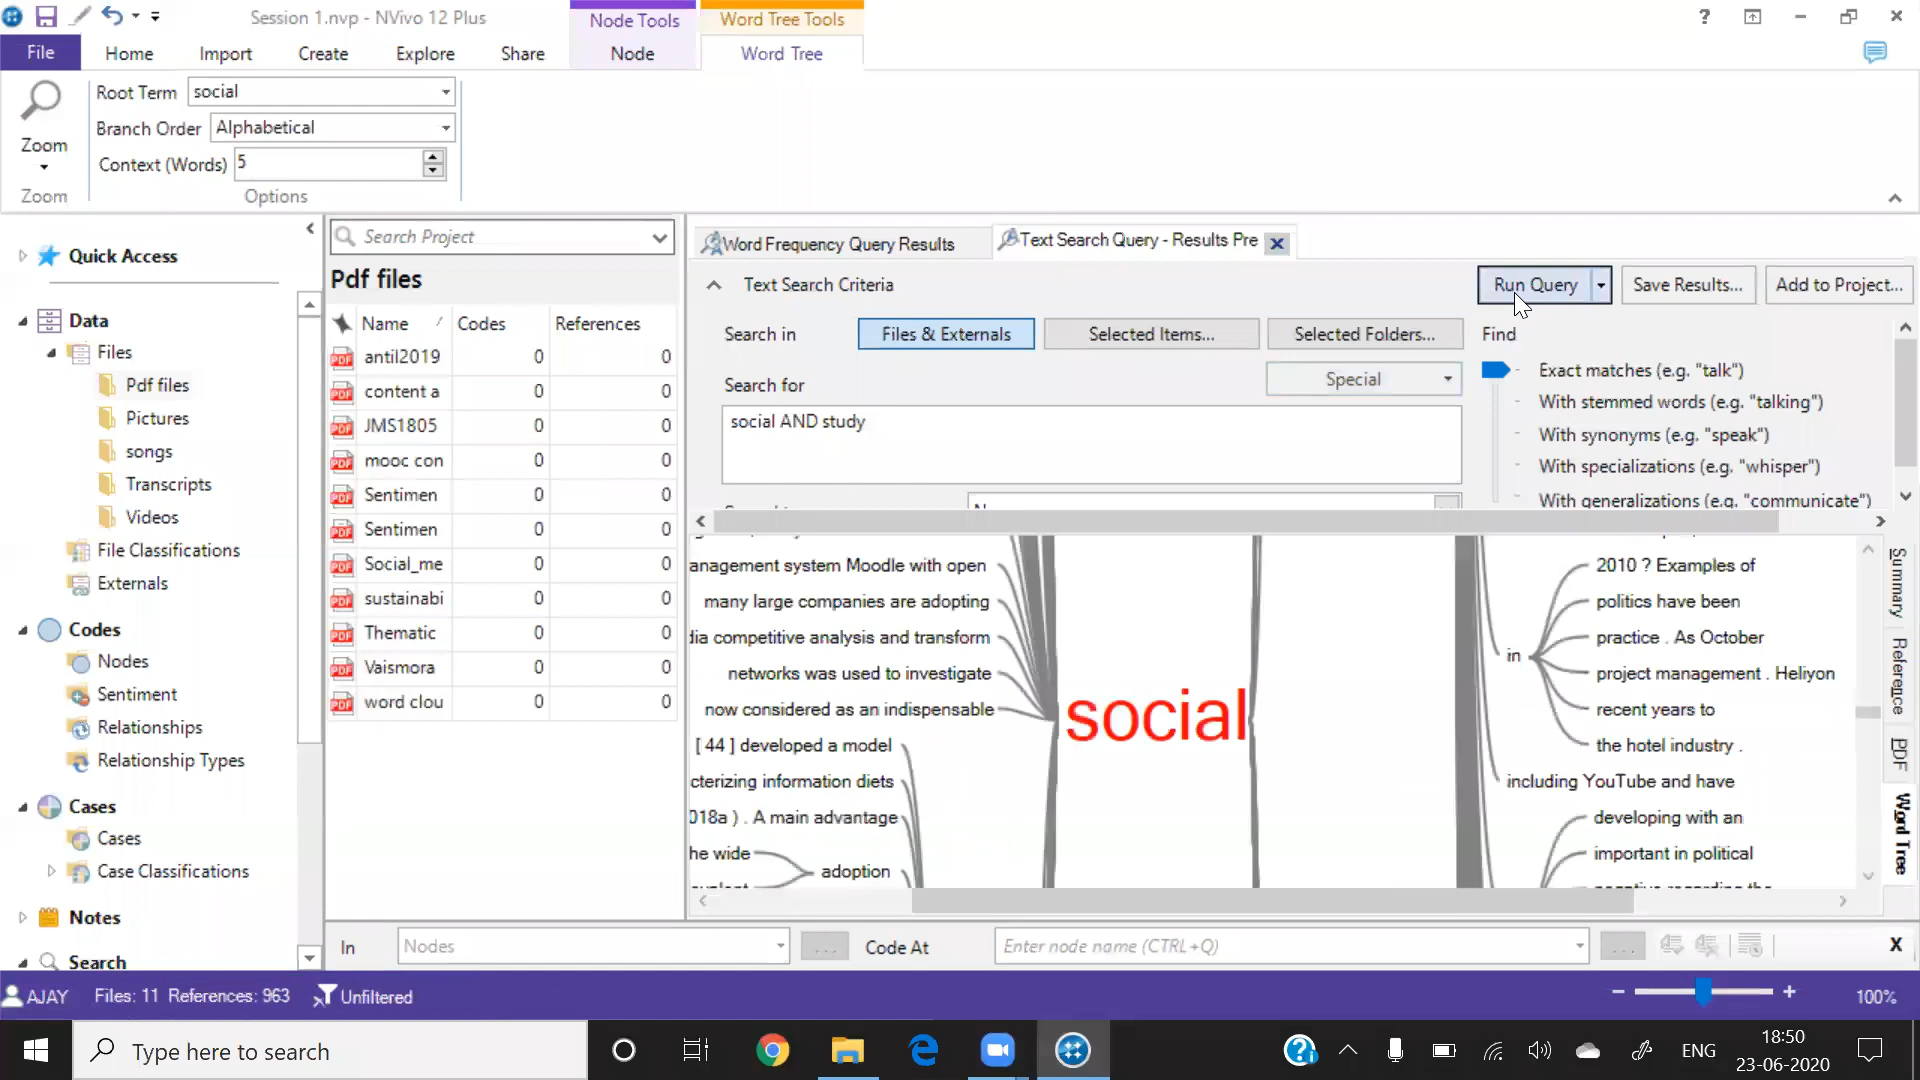 Session 1.nvp - NVivo 12 Plus
Node Tools
Word Tree Tools
?
File
Home
Import
Create
Explore
Share
Node
Word Tree
Zoom
Root Term
social
Branch Order
Alphabetical
Context (Words)
5
Zoom
Options
Quick Access
Data
Files
Pdf files
Pictures
songs
Transcripts
Videos
File Classifications
Externals
Codes
Nodes
Sentiment
Relationships
Relationship Types
Cases
Cases
Case Classifications
Notes
Search
Search Project
Pdf files
Name
Codes
References
PDF antil2019 0 0
PDF content a 0 0
PDF JMS1805 0 0
PDF mooc con 0 0
PDF Sentimen 0 0
PDF Sentimen 0 0
PDF Social_me 0 0
PDF sustainabi 0 0
PDF Thematic 0 0
PDF Vaismora 0 0
PDF word clou 0 0
Word Frequency Query Results
Text Search Query - Results Pre
Text Search Criteria
Run Query
Save Results...
Add to Project...
Search in
Files & Externals
Selected Items...
Selected Folders...
Find
Search for
Special
social AND study
Exact matches (e.g. "talk")
With stemmed words (e.g. "talking")
With synonyms (e.g. "speak")
With specializations (e.g. "whisper")
With generalizations (e.g. "communicate")
anagement system Moodle with open
many large companies are adopting
dia competitive analysis and transform
networks was used to investigate
now considered as an indispensable
[ 44 ] developed a model
cterizing information diets
018a ) . A main advantage
he wide
adoption
social
2010 ? Examples of
politics have been
practice . As October
in
project management . Heliyon
recent years to
the hotel industry .
including YouTube and have
developing with an
important in political
Summary
Reference
PDF
Word Tree
In
Nodes
...
Code At
Enter node name (CTRL+Q)
...
X
AJAY
Files: 11
References: 963
Unfiltered
100%
Type here to search
ENG
18:50
23-06-2020